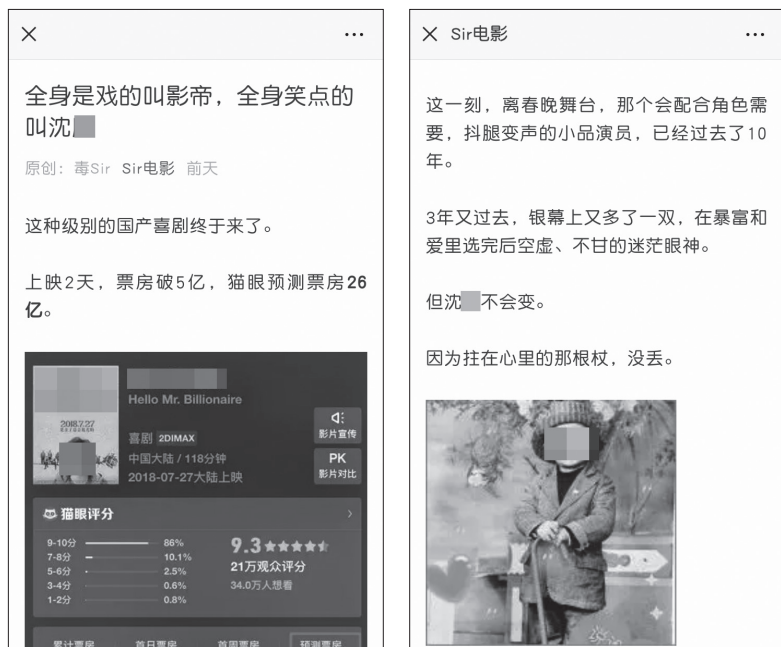 全身是戏的叫影帝，全身笑点的
叫沈
原创：毒Sir Sir电影 前天
这种级别的国产喜剧终于来了。
上映2天，票房破5亿，猫眼预测票房26
亿。
Hello Mr. Billionaire
2018.7.27
喜剧 2DIMAX
中国大陆 / 118分钟
2018-07-27大陆上映
影片宣传
PK
影片对比
猫眼评分
9-10分 86%
7-8分 10.1%
5-6分 2.5%
3-4分 0.6%
1-2分 0.8%
9.3
21万观众评分
34.0万人想看
累计票房 首日票房 首周票房 预测票房
Sir电影
这一刻，离春晚舞台，那个会配合角色需
要，抖腿变声的小品演员，已经过去了10
年。
3年又过去，银幕上又多了一双，在暴富和
爱里选完后空虚、不甘的迷茫眼神。
但沈 不会变。
因为拄在心里的那根杖，没丢。